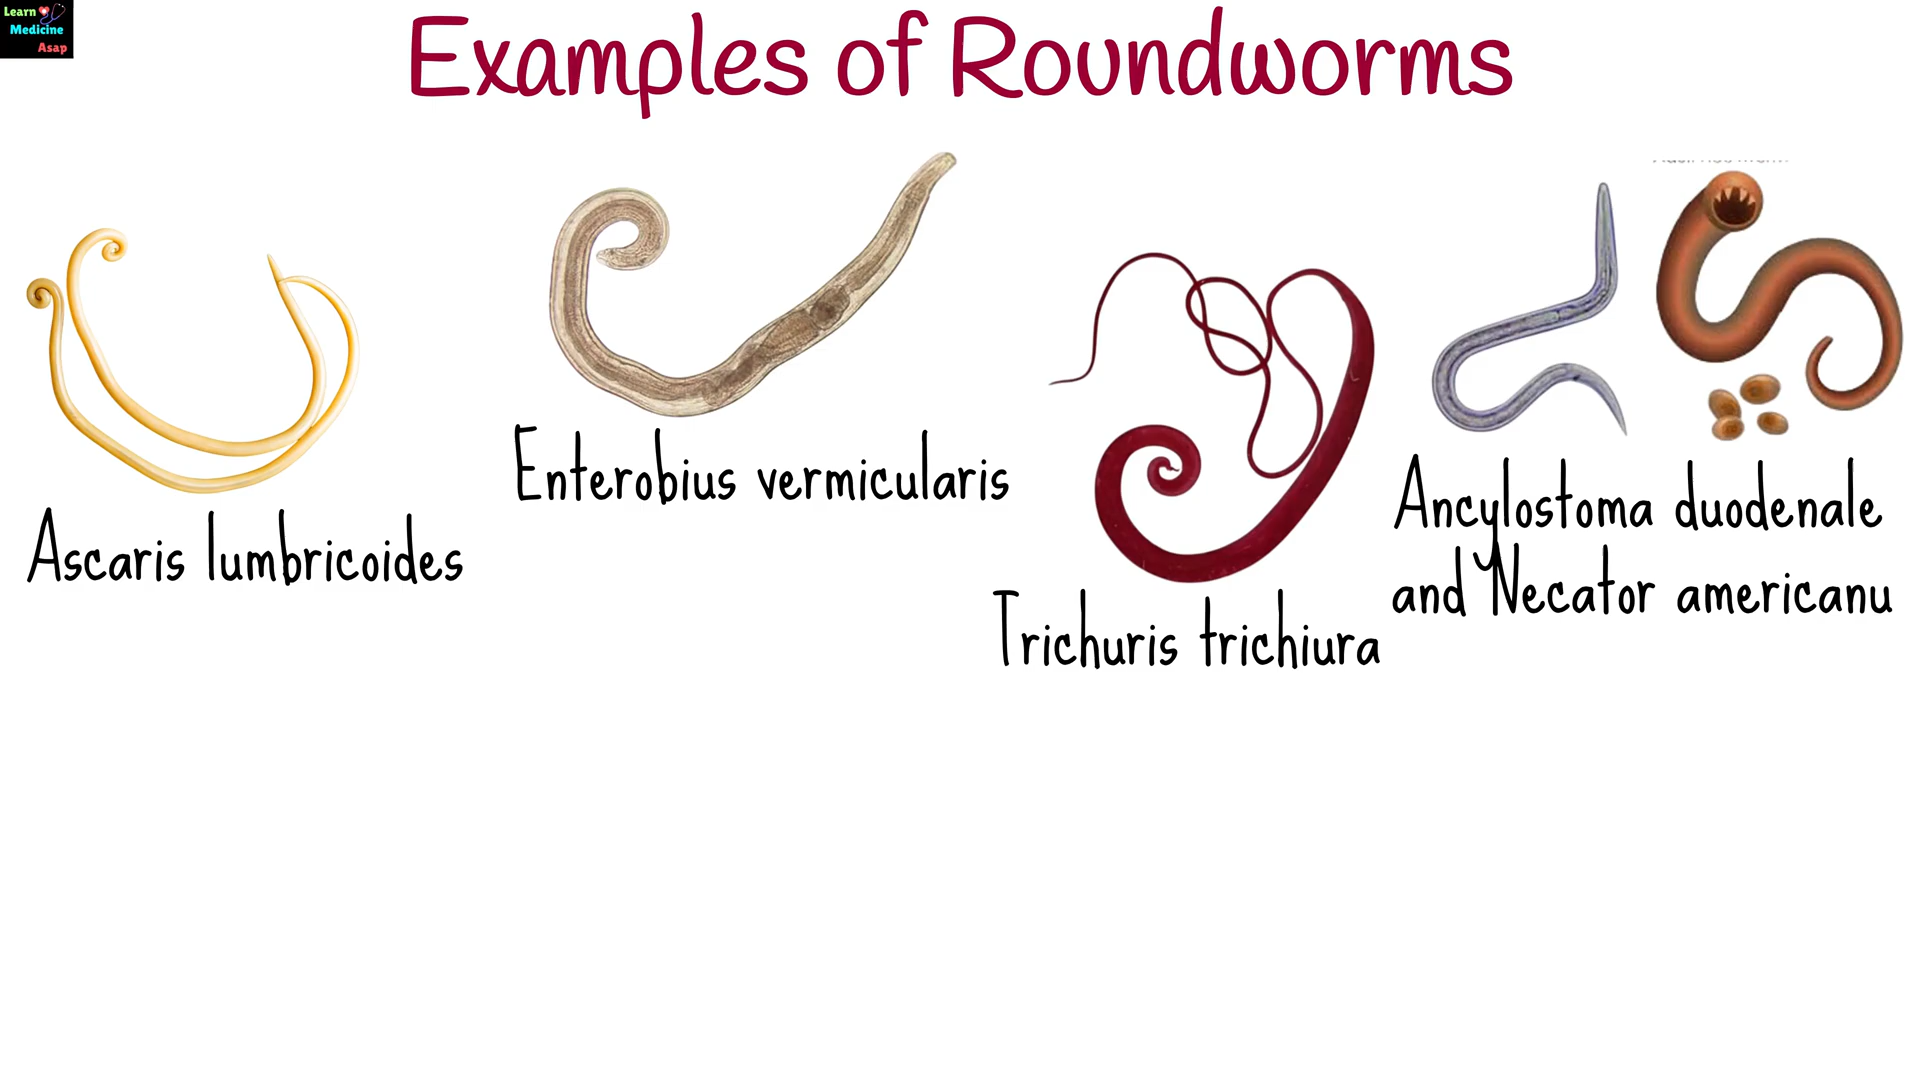 Learn
Medicine
Asap
Examples of Roundworms
Ascaris lumbricoides
Enterobius vermicularis
Trichuris trichiura
Ancylostoma duodenale
and Necator americanu